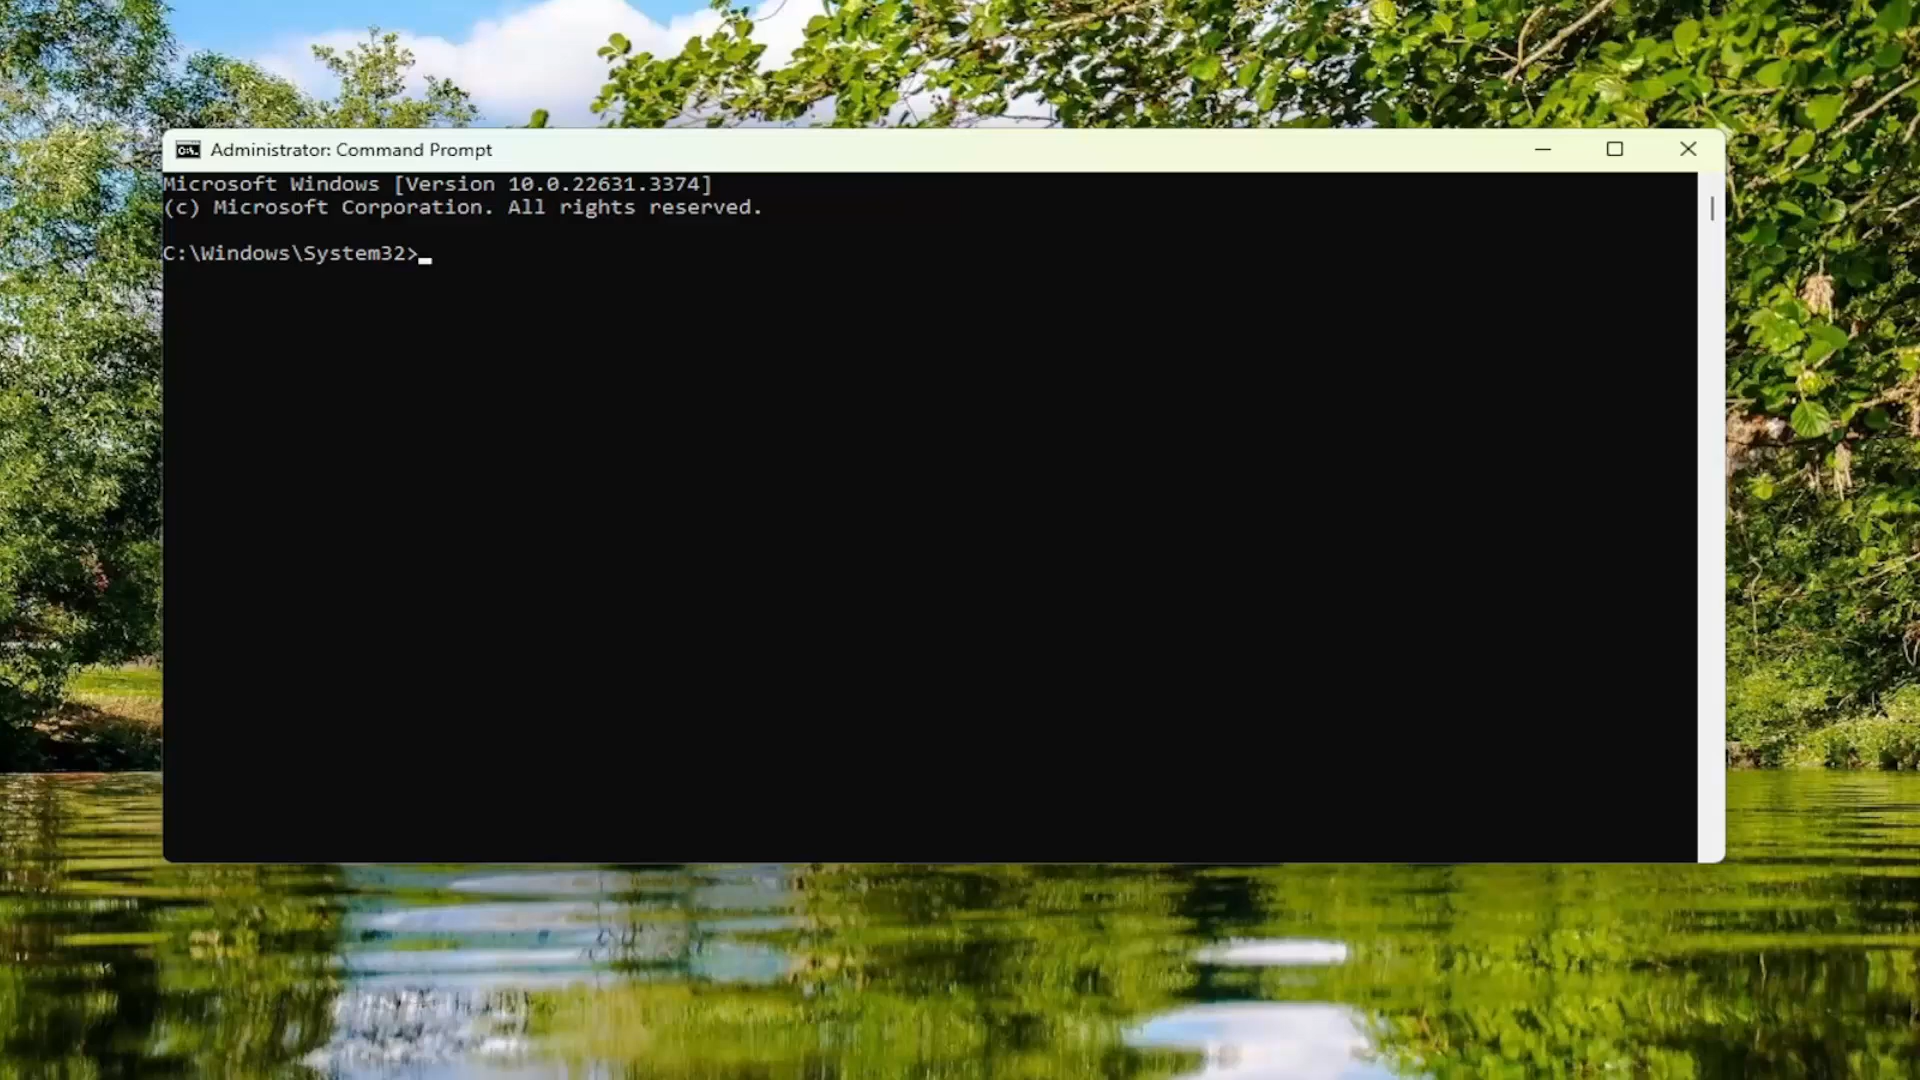 Administrator: Command Prompt
Microsoft Windows [Version 10.0.22631.3374]
(c) Microsoft Corporation. All rights reserved.
C:\Windows\System32>